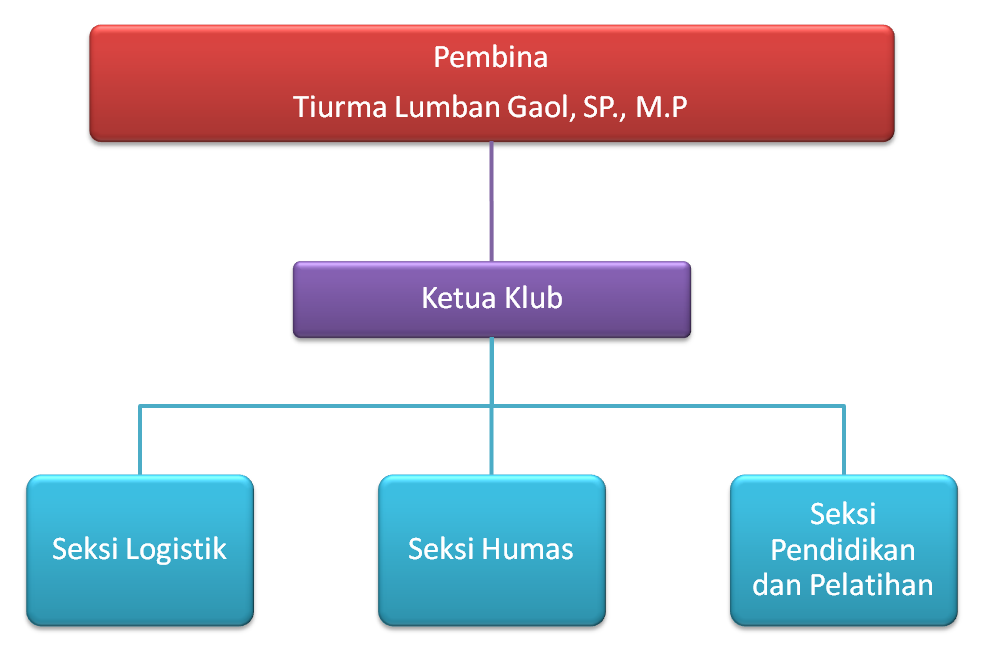 Pembina
Tiurma Lumban Gaol, SP., M.P
Ketua Klub
Seksi Logistik
Seksi Humas
Seksi
Pendidikan
dan Pelatihan